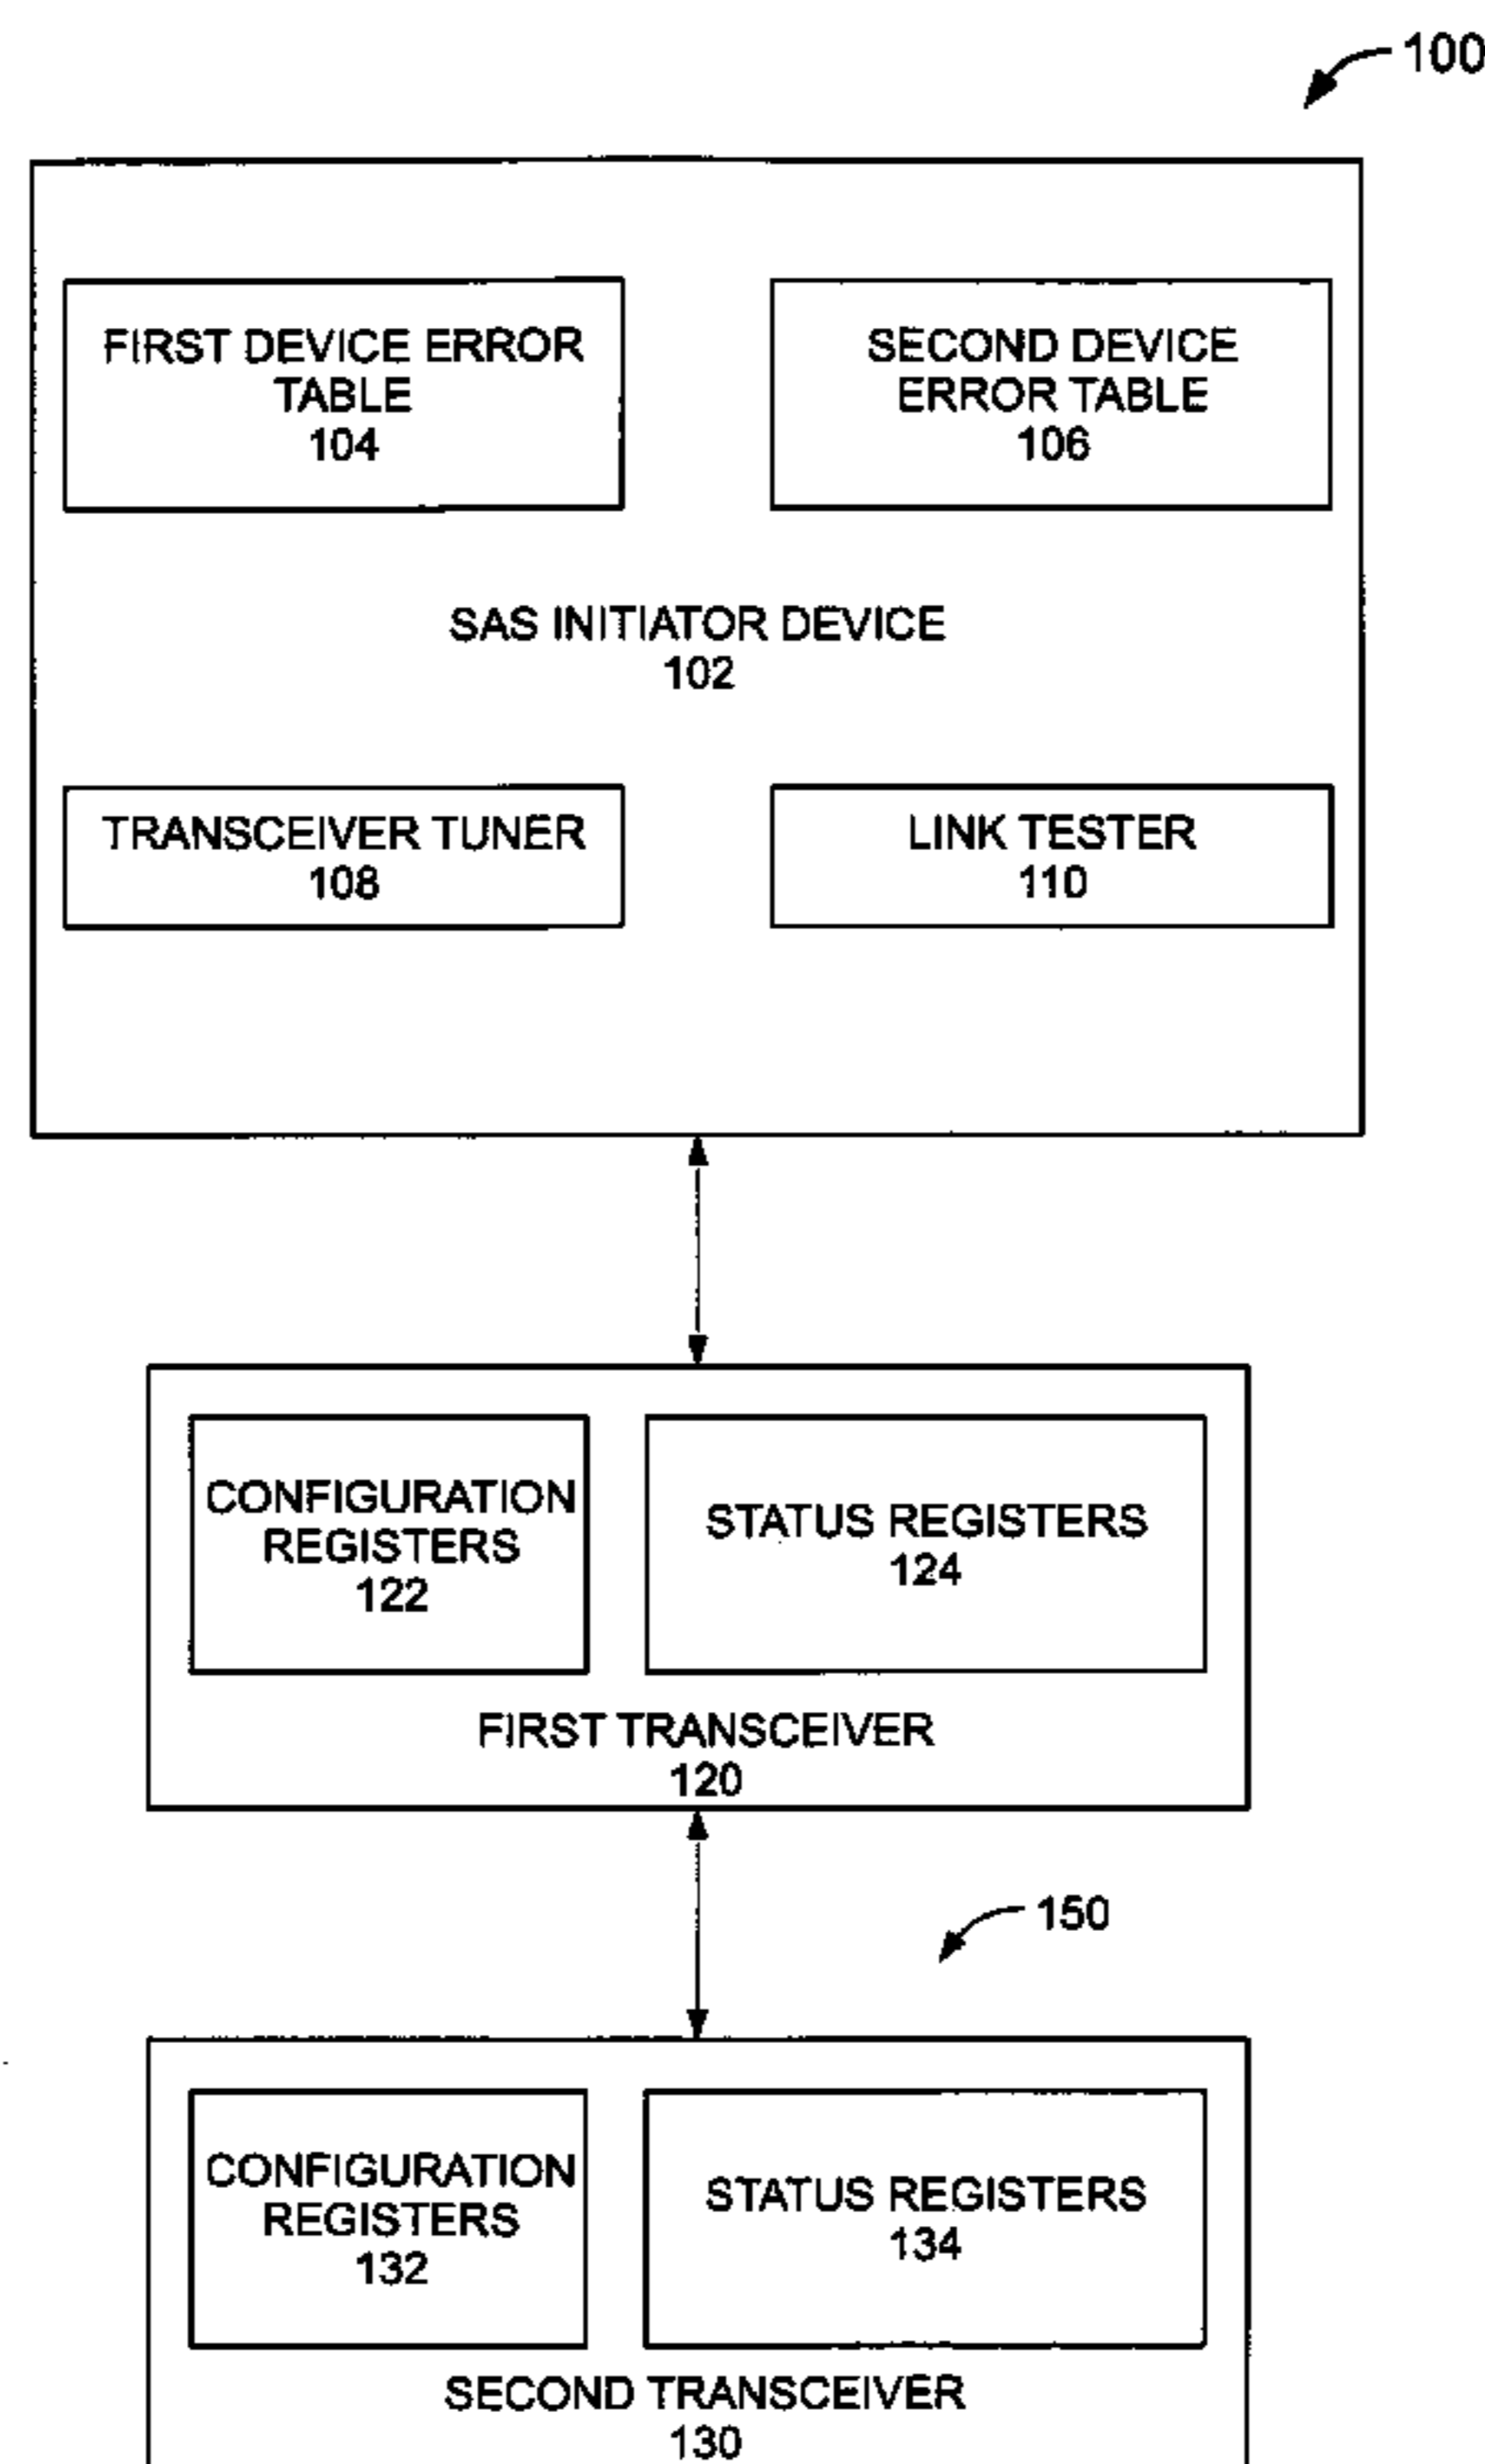 100
FIRST DEVICE ERROR
TABLE
104
SECOND DEVICE
ERROR TABLE
106
SAS INITIATOR DEVICE
102
TRANSCEIVER TUNER
108
LINK TESTER
110
CONFIGURATION
REGISTERS
122
STATUS REGISTERS
124
FIRST TRANSCEIVER
120
150
CONFIGURATION
REGISTERS
132
STATUS REGISTERS
134
SECOND TRANSCEIVER
130